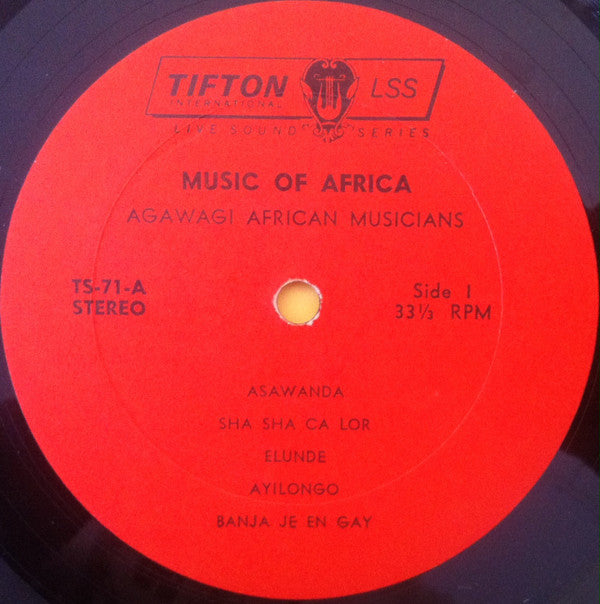 TIFTON LSS
INTERNATIONAL
LIVE SOUND SERIES
MUSIC OF AFRICA
AGAWAGI AFRICAN MUSICIANS
TS-71-A Side 1
STEREO 33⅓ RPM
ASAWANDA
SHA SHA CA LOR
ELUNDE
AYILONGO
BANJA JE EN GAY